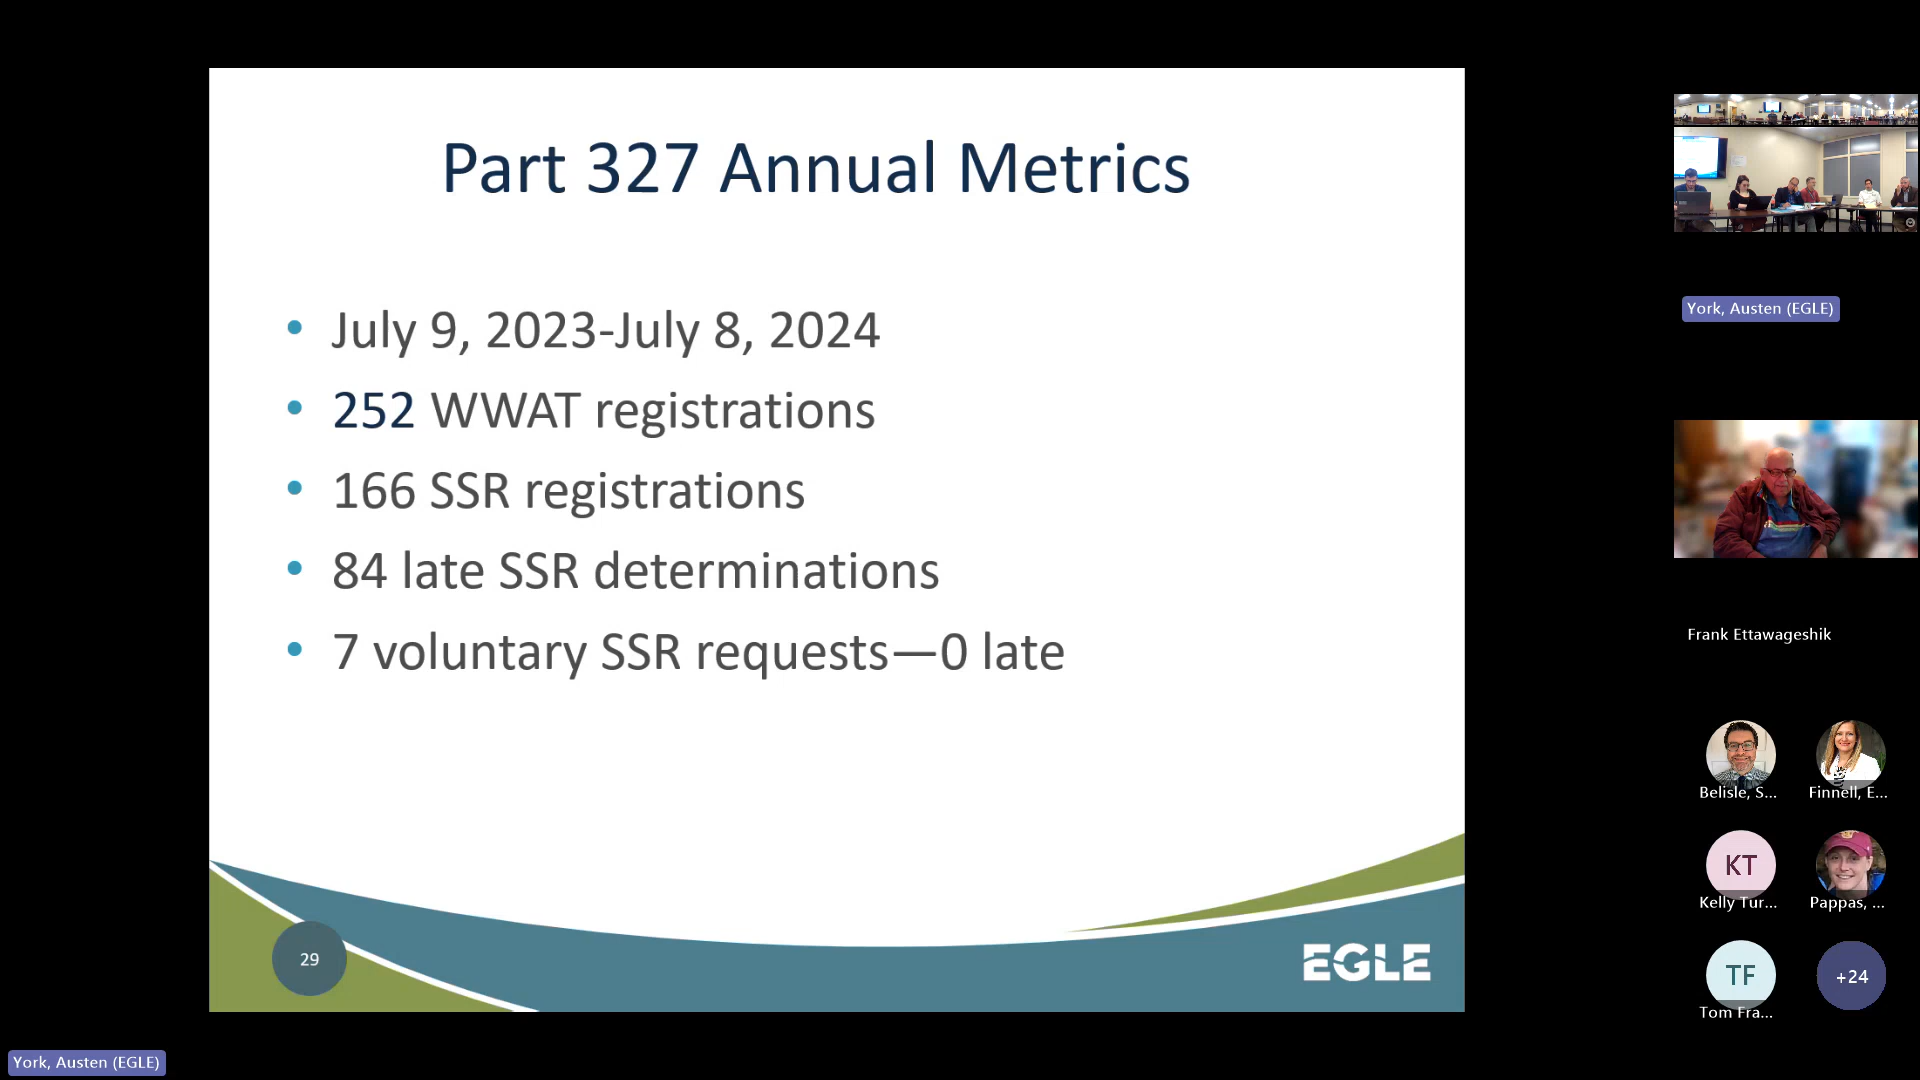 Part 327 Annual Metrics
• July 9, 2023-July 8, 2024
• 252 WWAT registrations
• 166 SSR registrations
• 84 late SSR determinations
• 7 voluntary SSR requests—0 late
29
EGLE
York, Austen (EGLE)
Frank Ettawageshik
Belisle, S...
Finnell, E...
KT
Kelly Tur...
Pappas, ...
TF
Tom Fra...
+24
York, Austen (EGLE)